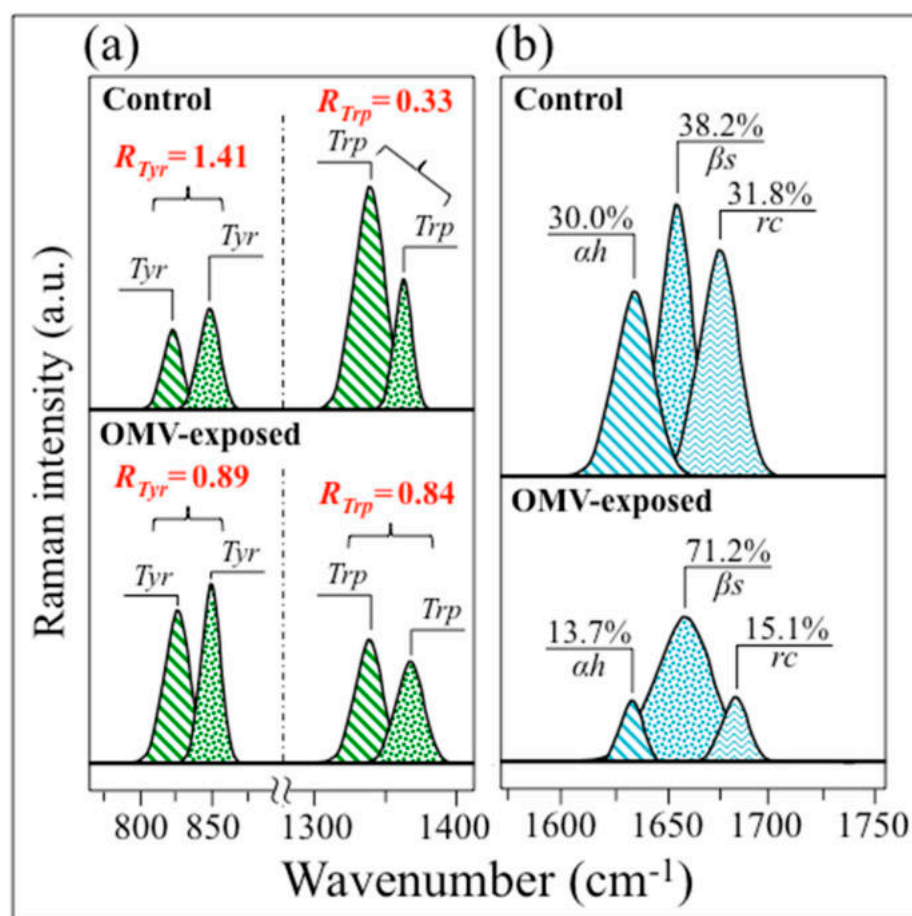 (a)
Control
R_Trp = 0.33
R_Tyr = 1.41
Trp
Tyr
Tyr
Trp
OMV-exposed
R_Tyr = 0.89
R_Trp = 0.84
Tyr
Tyr
Trp
Trp
(b)
Control
38.2%
βs
31.8%
rc
30.0%
αh
OMV-exposed
71.2%
βs
13.7%
αh
15.1%
rc
Raman intensity (a.u.)
800 850 1300 1400
1600 1650 1700 1750
Wavenumber (cm⁻¹)